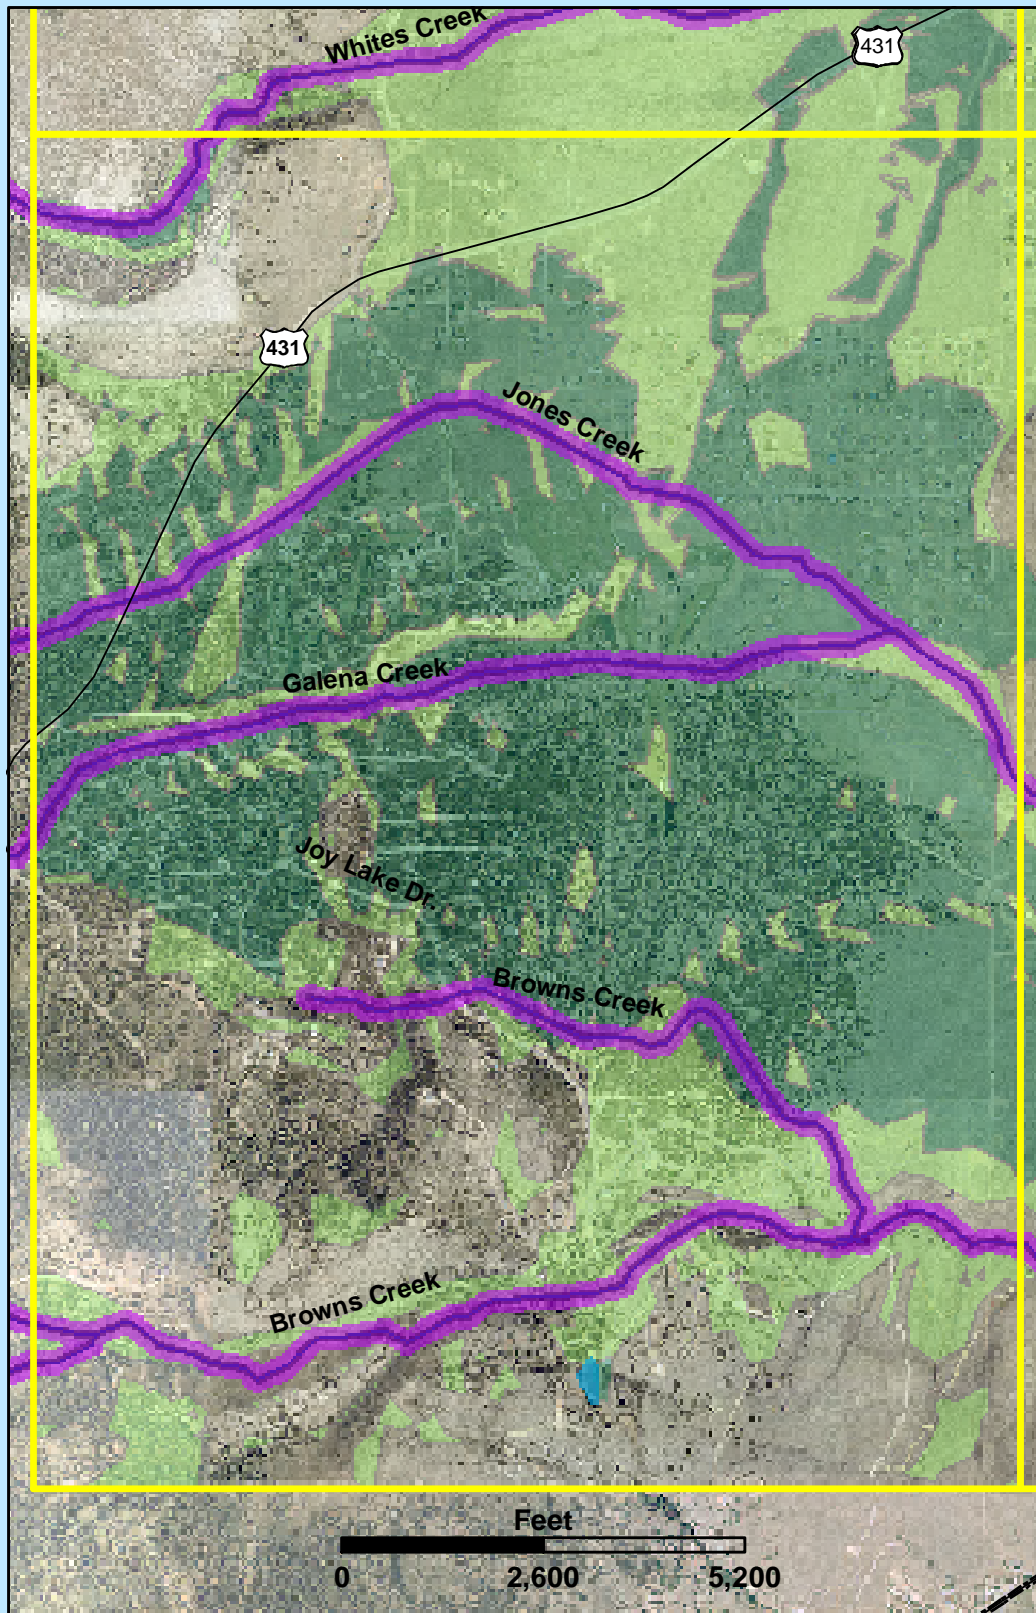 Whites Creek
431
431
Jones Creek
Galena Creek
Joy Lake Dr.
Browns Creek
Browns Creek
Feet
0 2,600 5,200